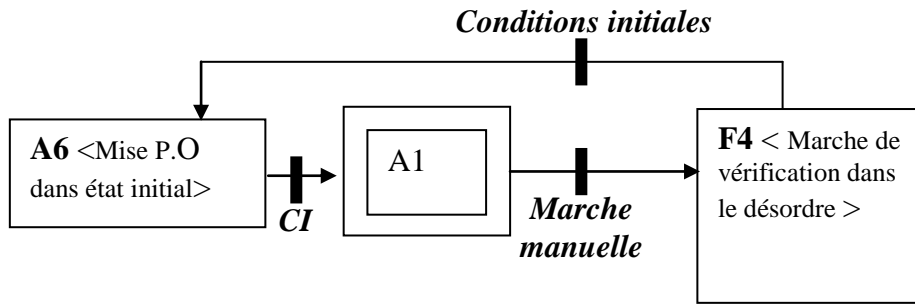 Conditions initiales
A6 <Mise P.O
dans état initial>
CI
A1
Marche
manuelle
F4 < Marche de
vérification dans
le désordre >